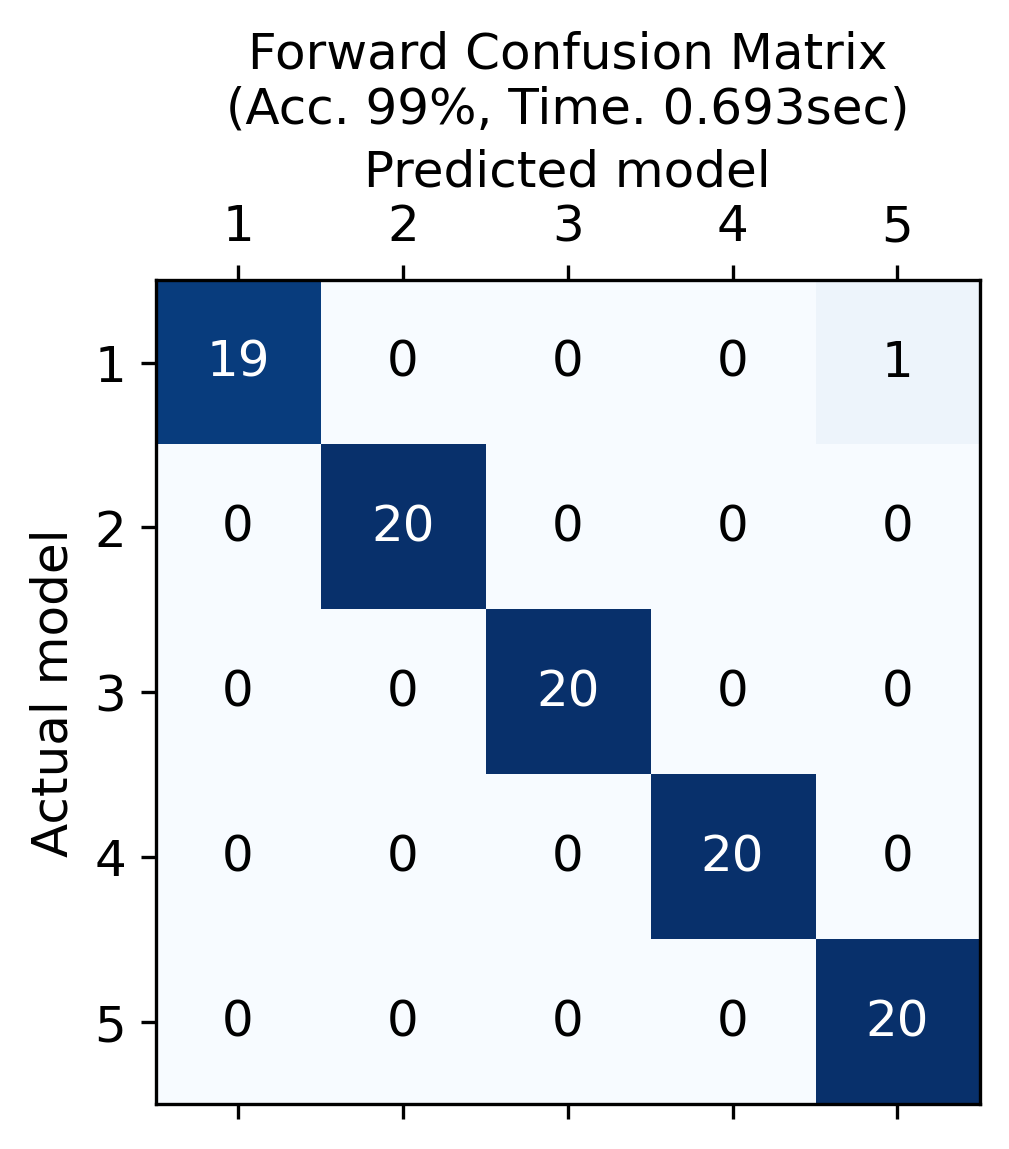 Forward Confusion Matrix
(Acc. 99%, Time. 0.693sec)
Predicted model
1 2 3 4 5
1 19 0 0 0 1
2 0 20 0 0 0
3 0 0 20 0 0
4 0 0 0 20 0
5 0 0 0 0 20
Actual model